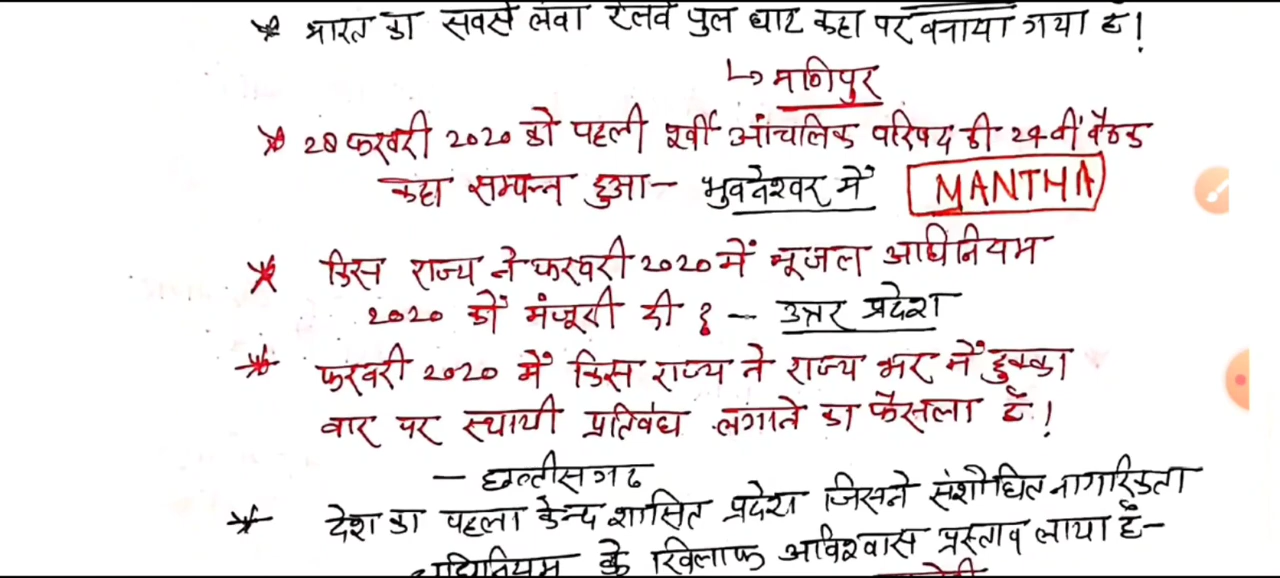 * भारत का सबसे लंवा रेलवे पुल घाट कहा पर बनाया गया है!
↳ मणिपुर
* 28 फरवरी 2020 को पहली र्श्वी आंचलिक परिषद की 24वीं बैठक
कहा सम्पन्न हुआ - भुवनेश्वर में MANTHA
* किस राज्य ने फरवरी 2020 में भूजल अधिनियम
2020 को मंजूरी दी ? - उत्तर प्रदेश
* फरवरी 2020 में किस राज्य ने राज्य भर में हुक्का
वार पर स्थायी प्रतिवंध लगाते का फैसला है!
- छत्तीसगढ
* देश का पहला केन्द्र शासित प्रदेश जिसने संशोधित नागरिकता
अधिनियम के खिलाफ अविश्वास प्रस्ताव लाया है-